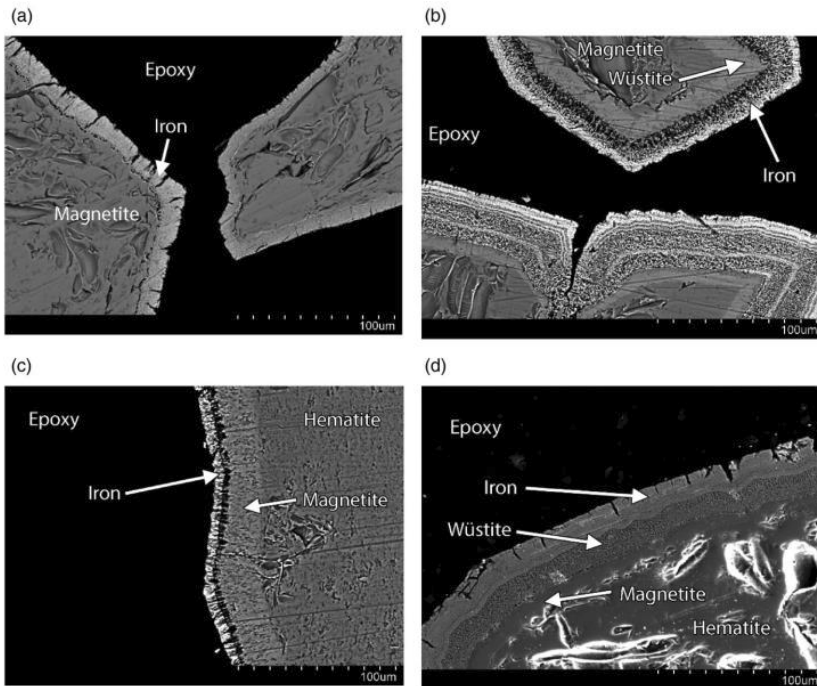 (a)
Epoxy
Iron
Magnetite
100um
(b)
Magnetite
Wüstite
Epoxy
Iron
100um
(c)
Epoxy
Hematite
Iron
Magnetite
100um
(d)
Epoxy
Iron
Wüstite
Magnetite
Hematite
100um